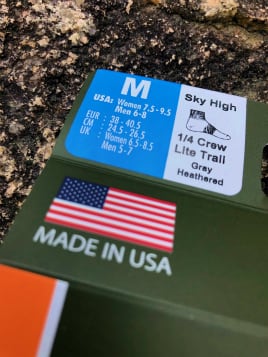 M
USA: Women 7.5-9.5
Men 6-8
EUR : 38 - 40.5
CM : 24.5 - 26.5
UK : Women 6.5-8.5
Men 5-7
Sky High
1/4 Crew
Lite Trail
Grey
Heathered
MADE IN USA